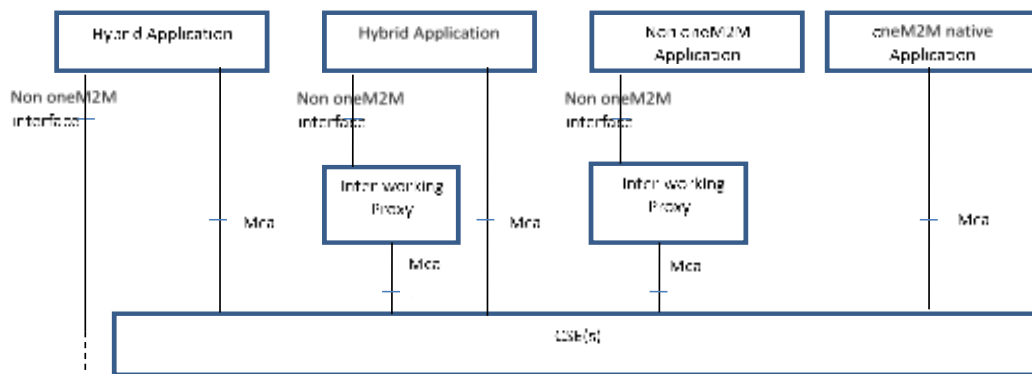 Hybrid Application
Hybrid Application
Non oneM2M
Application
oneM2M native
Application
Non oneM2M
interface
Non oneM2M
interface
Non oneM2M
interface
Inter working
Proxy
Inter working
Proxy
Mca
Mca
Mca
Mca
Mca
CSE(s)